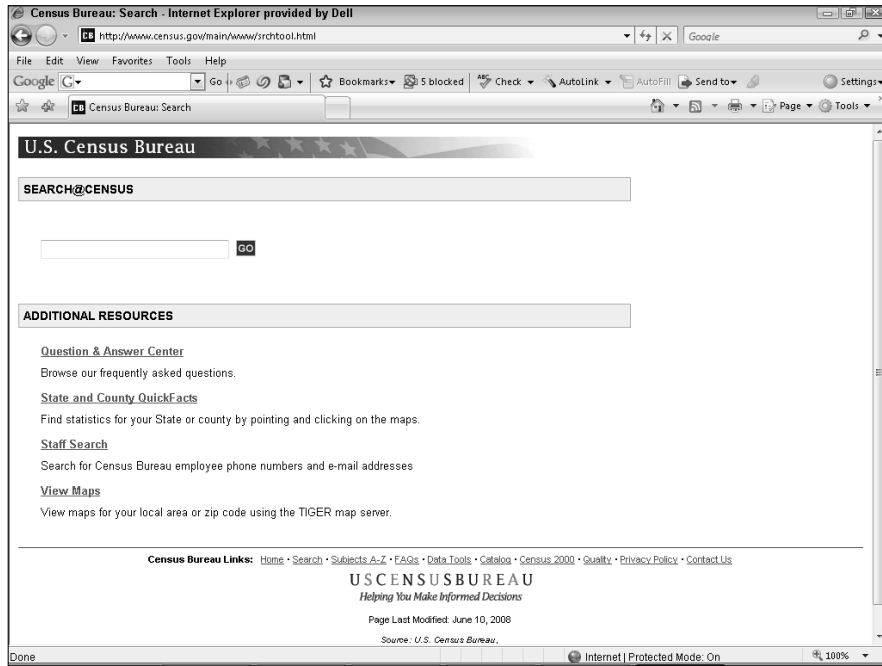 Census Bureau: Search - Internet Explorer provided by Dell
CB http://www.census.gov/main/www/srchtool.html Google
File Edit View Favorites Tools Help
Google G Go Bookmarks 5 blocked ABC Check AutoLink AutoFill Send to Settings
CB Census Bureau: Search Page Tools
U.S. Census Bureau
SEARCH@CENSUS
GO
ADDITIONAL RESOURCES
Question & Answer Center
Browse our frequently asked questions.
State and County QuickFacts
Find statistics for your State or county by pointing and clicking on the maps.
Staff Search
Search for Census Bureau employee phone numbers and e-mail addresses
View Maps
View maps for your local area or zip code using the TIGER map server.
Census Bureau Links: Home • Search • Subjects A-Z • FAQs • Data Tools • Catalog • Census 2000 • Quality • Privacy Policy • Contact Us
USCENSUSBUREAU
Helping You Make Informed Decisions
Page Last Modified: June 10, 2008
Source: U.S. Census Bureau,
Done Internet | Protected Mode: On 100%